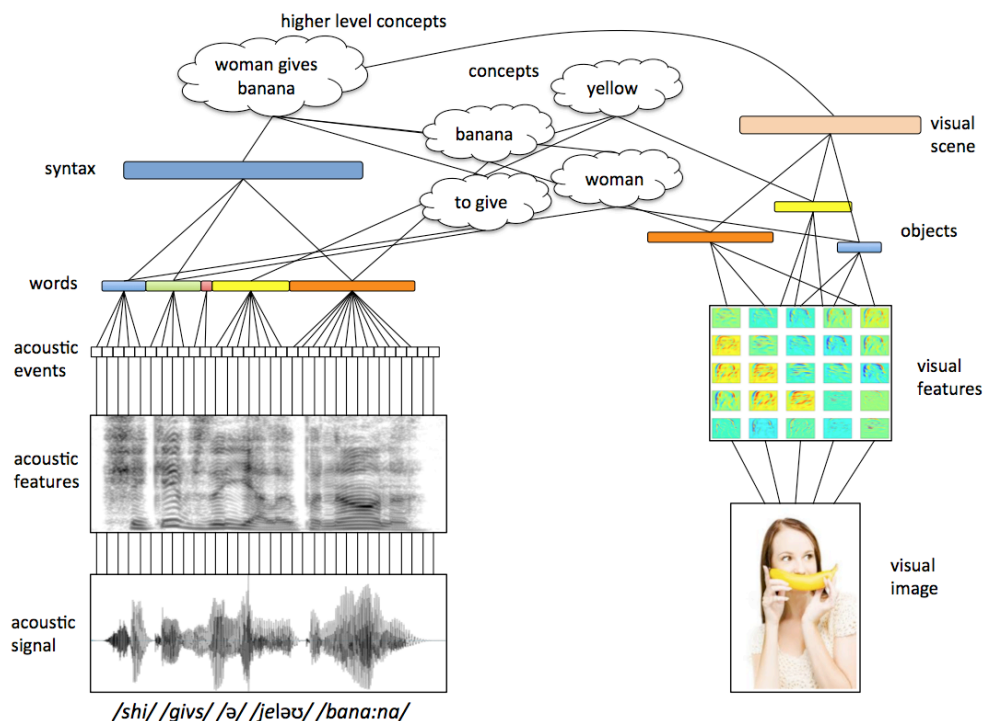 higher level concepts
woman gives
banana
concepts
yellow
banana
visual
scene
syntax
woman
to give
objects
words
acoustic
events
visual
features
acoustic
features
visual
image
acoustic
signal
/shi/ /givs/ /ə/ /jeləʊ/ /bana:na/